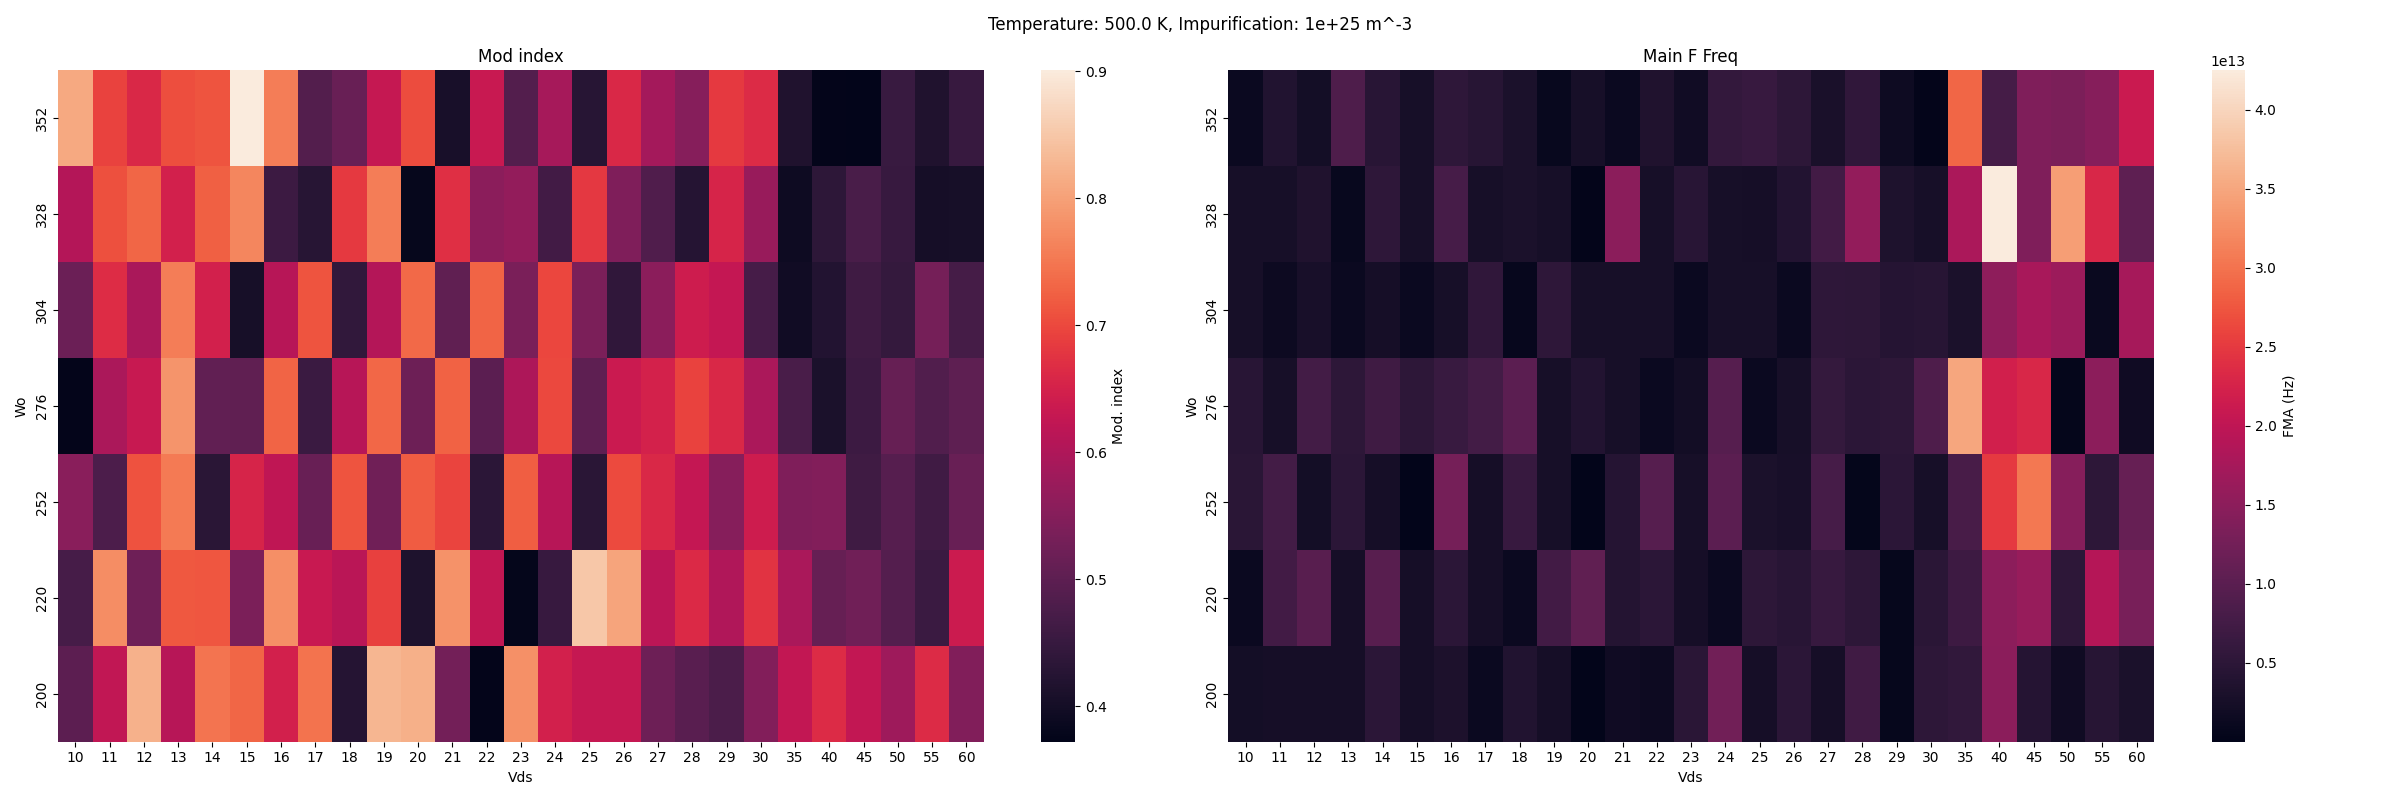 Temperature: 500.0 K, Impurification: 1e+25 m^-3
Mod index
Wo
352
328
304
276
252
220
200
10 11 12 13 14 15 16 17 18 19 20 21 22 23 24 25 26 27 28 29 30 35 40 45 50 55 60
Vds
0.9
0.8
0.7
0.6
0.5
0.4
Mod. index
Main F Freq
Wo
352
328
304
276
252
220
200
10 11 12 13 14 15 16 17 18 19 20 21 22 23 24 25 26 27 28 29 30 35 40 45 50 55 60
Vds
1e13
4.0
3.5
3.0
2.5
2.0
1.5
1.0
0.5
FMA (Hz)